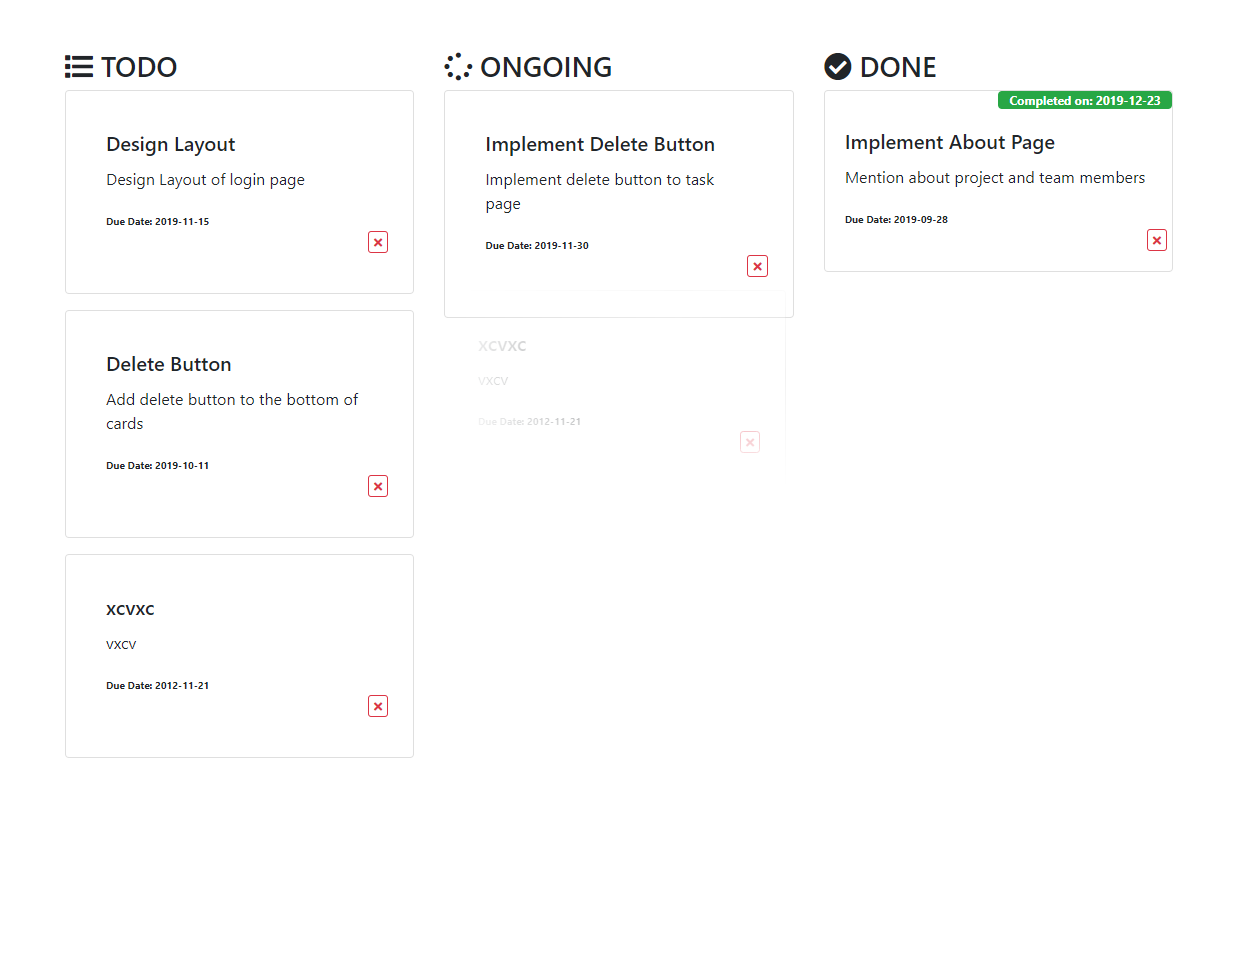 TODO
Design Layout
Design Layout of login page
Due Date: 2019-11-15
Delete Button
Add delete button to the bottom of
cards
Due Date: 2019-10-11
XCVXC
VXCV
Due Date: 2012-11-21
ONGOING
Implement Delete Button
Implement delete button to task
page
Due Date: 2019-11-30
XCVXC
VXCV
Due Date: 2012-11-21
DONE
Completed on: 2019-12-23
Implement About Page
Mention about project and team members
Due Date: 2019-09-28